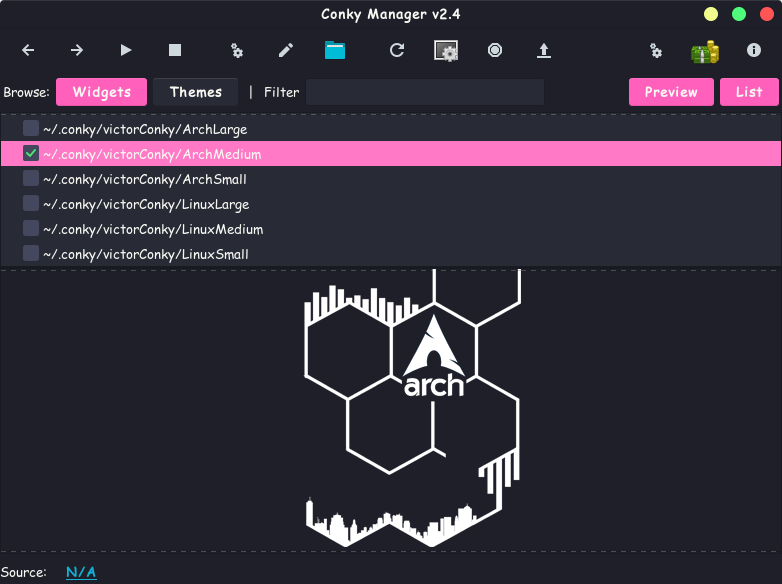 Conky Manager v2.4
Browse: Widgets Themes | Filter Preview List
~/.conky/victorConky/ArchLarge
~/.conky/victorConky/ArchMedium
~/.conky/victorConky/ArchSmall
~/.conky/victorConky/LinuxLarge
~/.conky/victorConky/LinuxMedium
~/.conky/victorConky/LinuxSmall
arch
Source: N/A